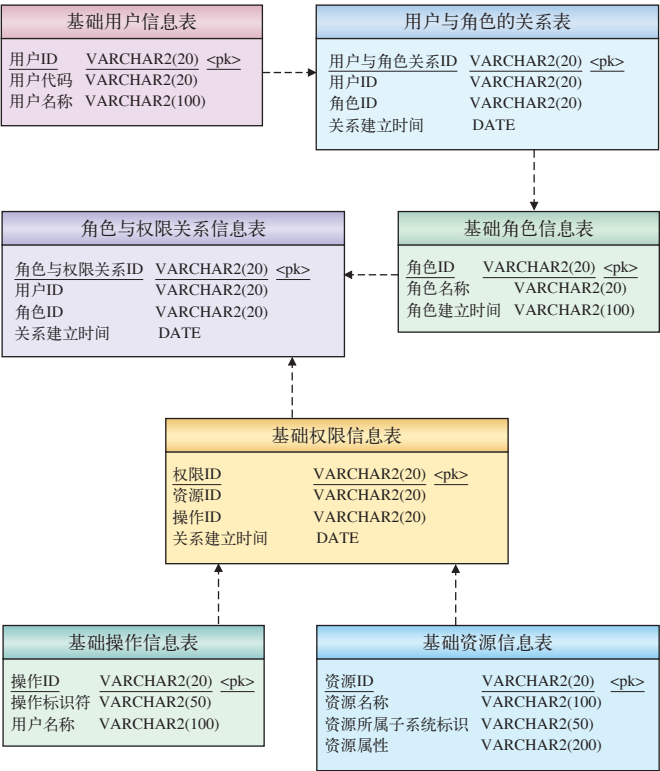 基础用户信息表
用户ID VARCHAR2(20) <pk>
用户代码 VARCHAR2(20)
用户名称 VARCHAR2(100)
用户与角色的关系表
用户与角色关系ID VARCHAR2(20) <pk>
用户ID VARCHAR2(20)
角色ID VARCHAR2(20)
关系建立时间 DATE
角色与权限关系信息表
角色与权限关系ID VARCHAR2(20) <pk>
用户ID VARCHAR2(20)
角色ID VARCHAR2(20)
关系建立时间 DATE
基础角色信息表
角色ID VARCHAR2(20) <pk>
角色名称 VARCHAR2(20)
角色建立时间 VARCHAR2(100)
基础权限信息表
权限ID VARCHAR2(20) <pk>
资源ID VARCHAR2(20)
操作ID VARCHAR2(20)
关系建立时间 DATE
基础操作信息表
操作ID VARCHAR2(20) <pk>
操作标识符 VARCHAR2(50)
用户名称 VARCHAR2(100)
基础资源信息表
资源ID VARCHAR2(20) <pk>
资源名称 VARCHAR2(100)
资源所属子系统标识 VARCHAR2(50)
资源属性 VARCHAR2(200)